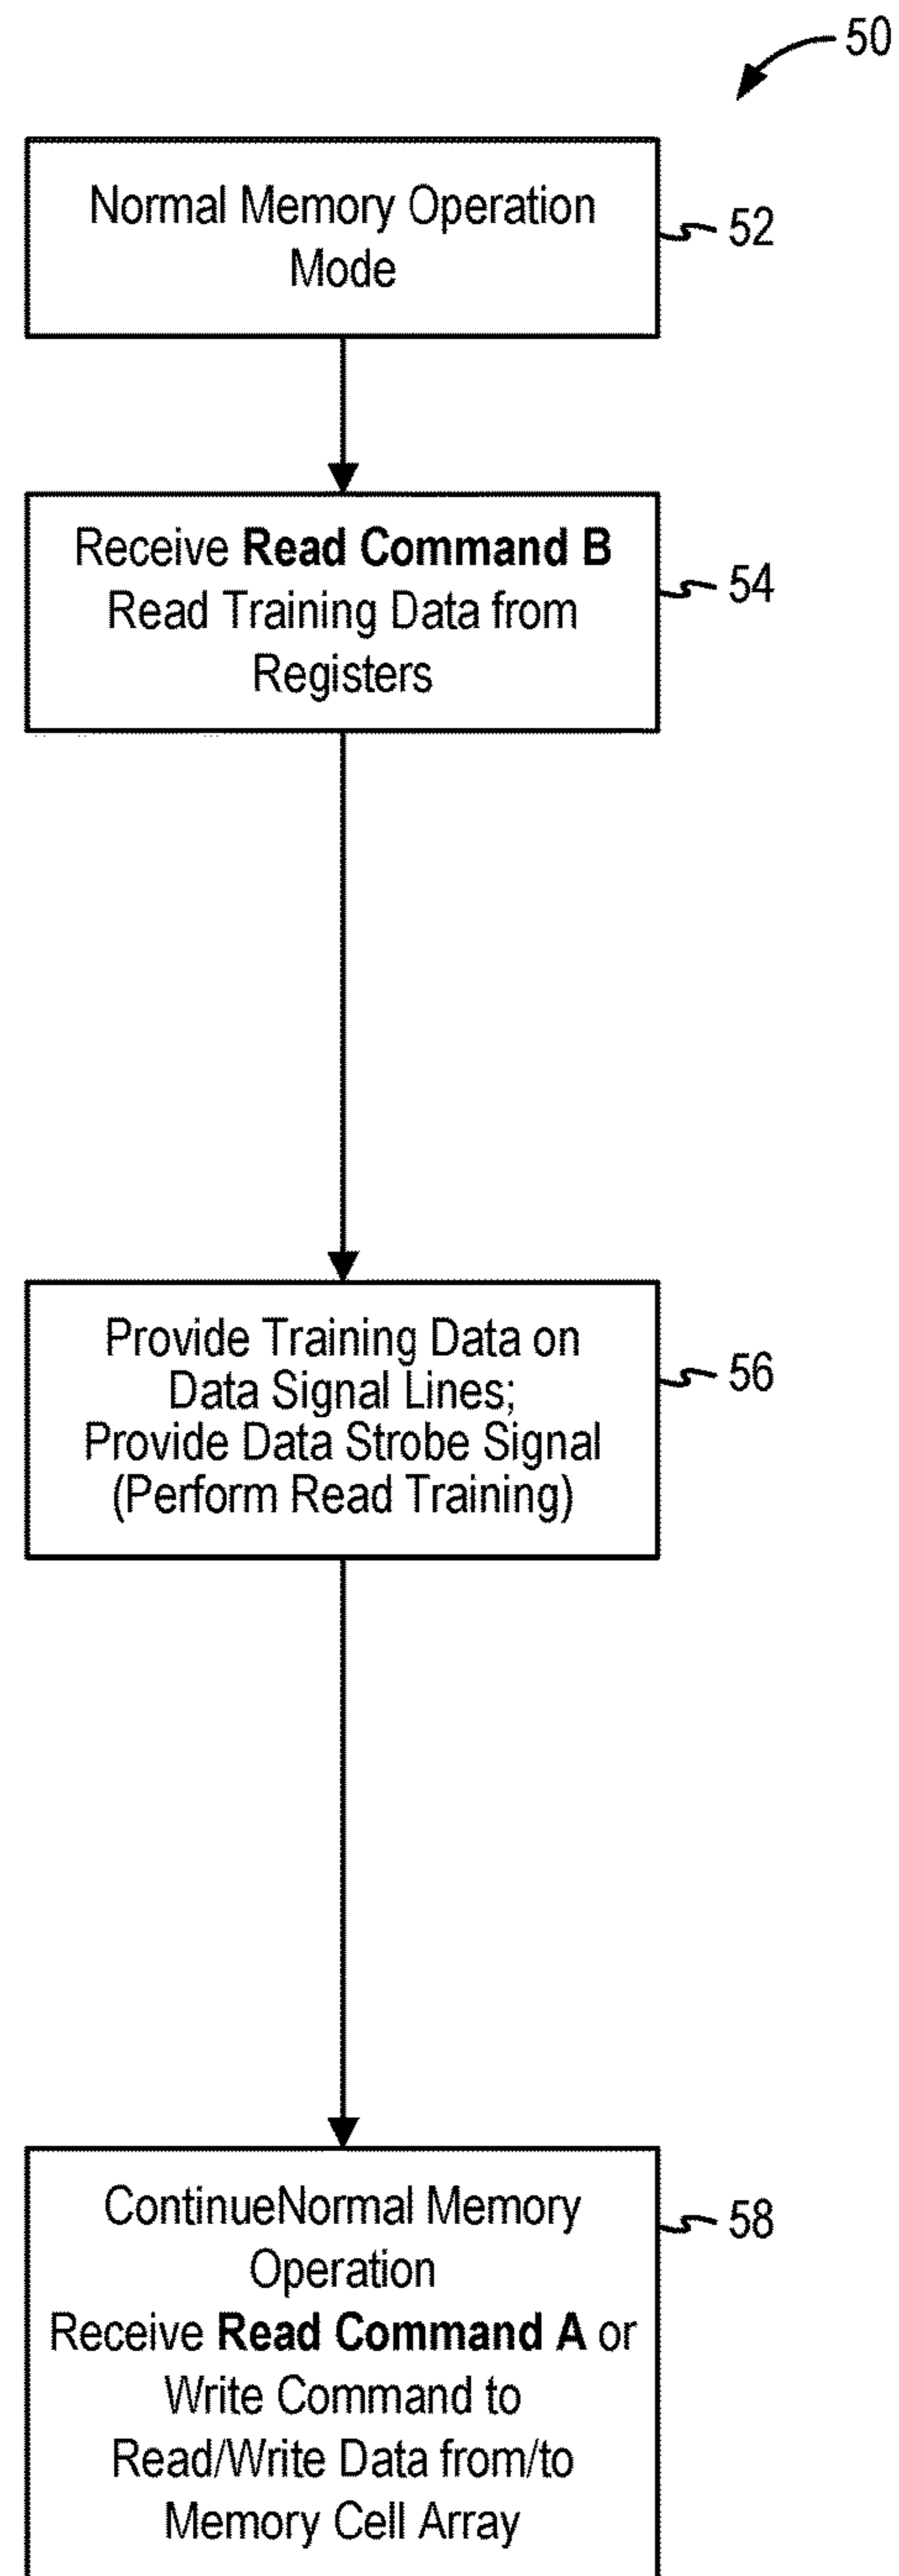 50
Normal Memory Operation
Mode
52
Receive Read Command B
Read Training Data from
Registers
54
Provide Training Data on
Data Signal Lines;
Provide Data Strobe Signal
(Perform Read Training)
56
ContinueNormal Memory
Operation
Receive Read Command A or
Write Command to
Read/Write Data from/to
Memory Cell Array
58